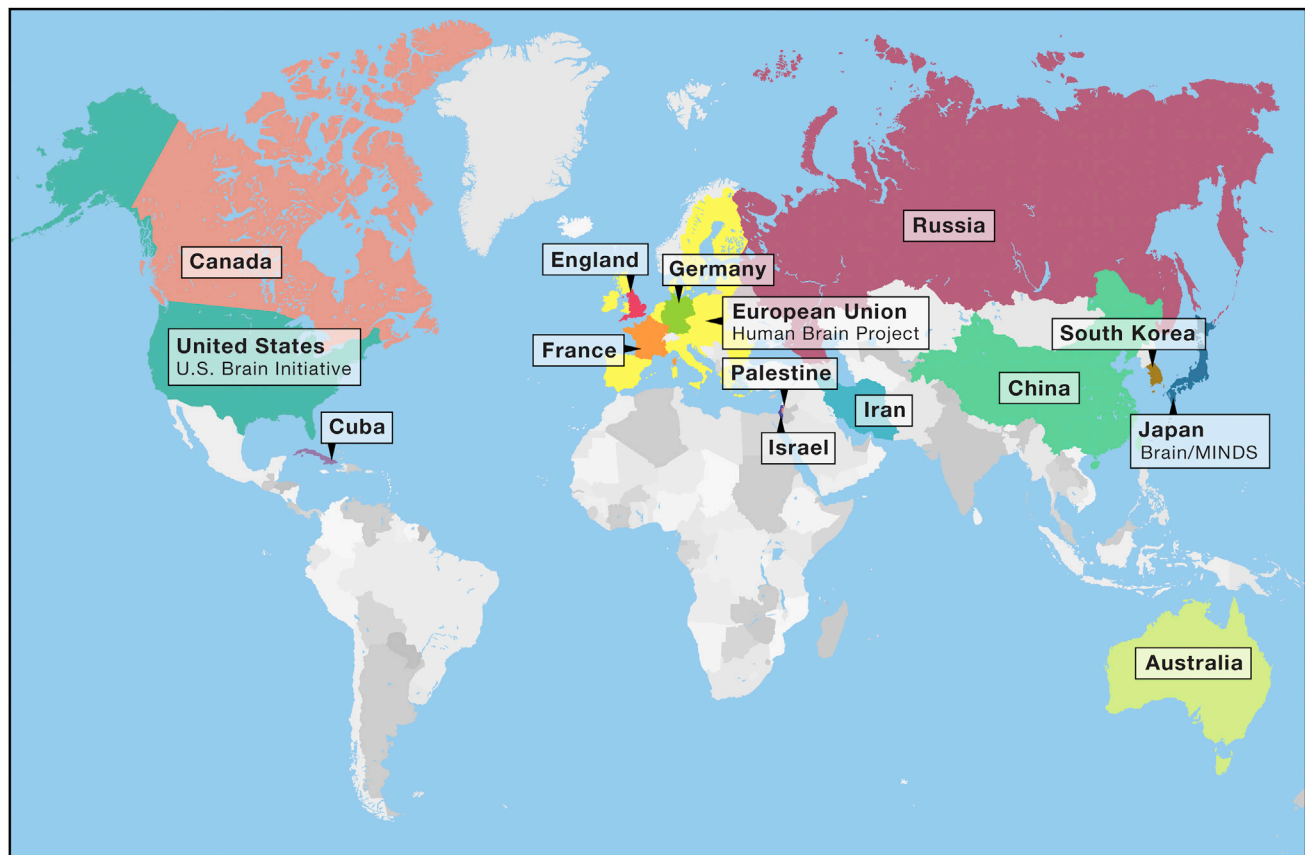 Russia
England
Germany
Canada
European Union
Human Brain Project
South Korea
United States
U.S. Brain Initiative
France
Palestine
China
Iran
Cuba
Japan
Brain/MINDS
Israel
Australia